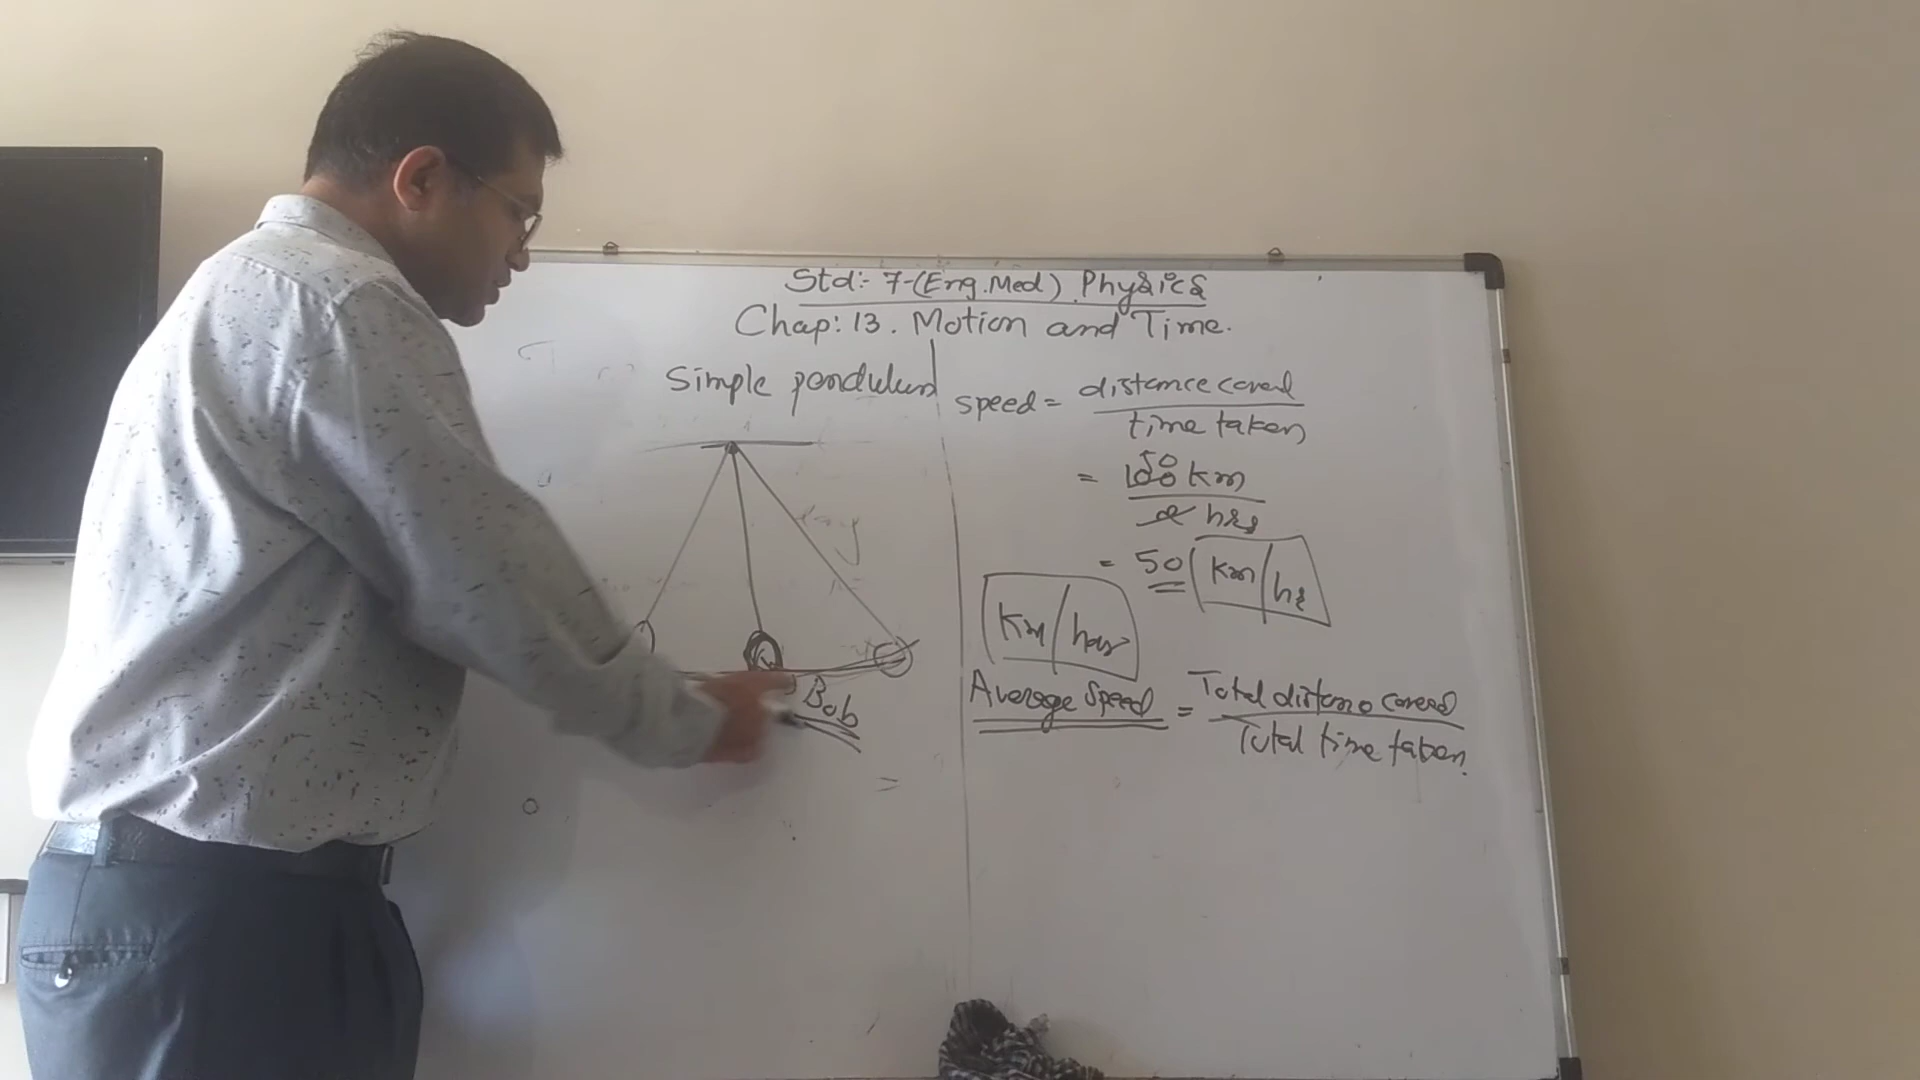 Std:- 7-(Eng.Med) Physics
Chap: 13. Motion and Time.
Simple pendulum
Bob
speed = distance covered
time taken
= 100 km
2 hrs
50
= 50 km/hr
km/hour
Average speed = Total distance covered
Total time taken.